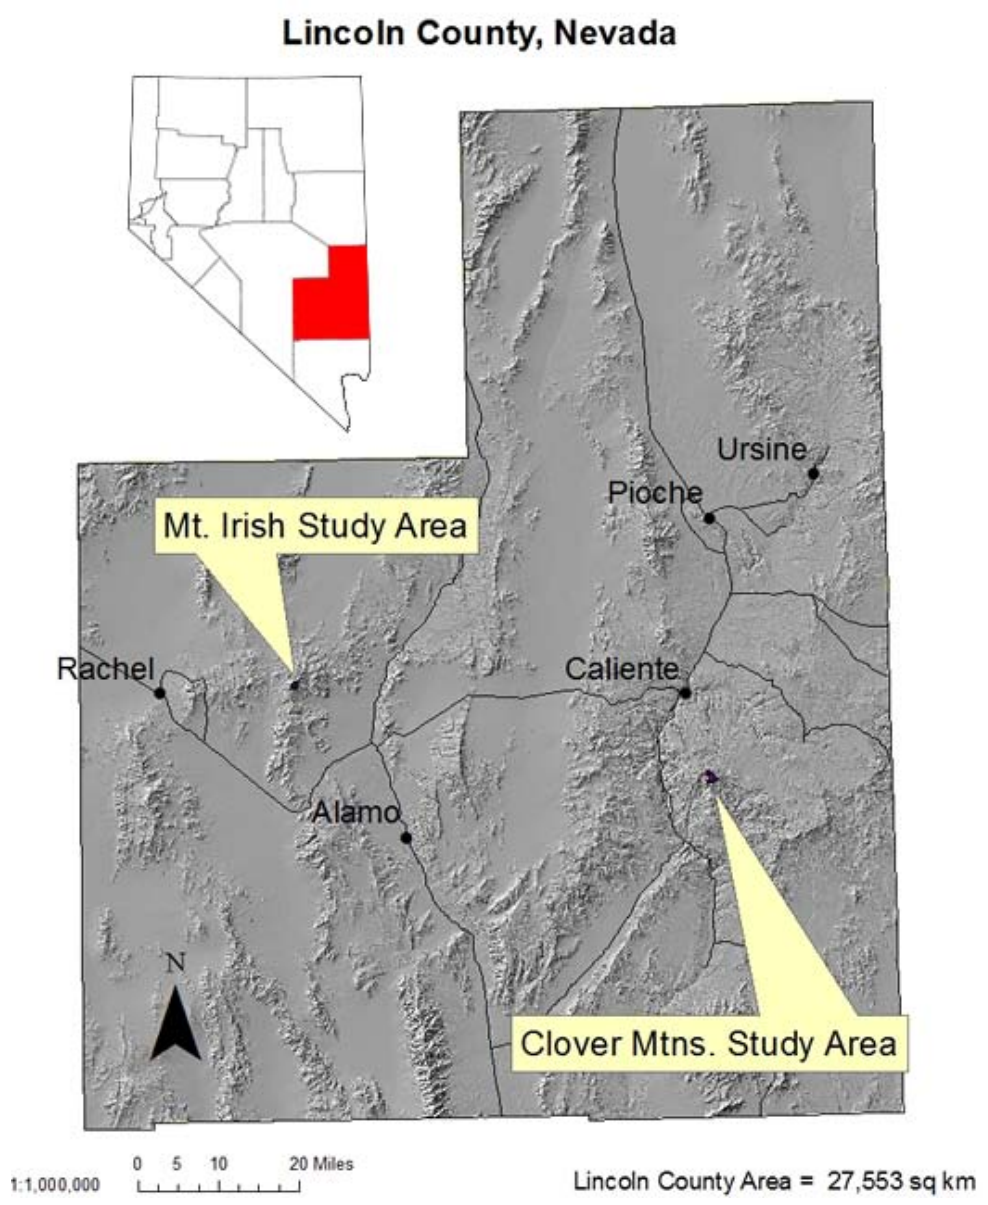 Lincoln County, Nevada
Ursine
Pioche
Mt. Irish Study Area
Rachel
Caliente
Alamo
N
Clover Mtns. Study Area
0 5 10 20 Miles
1:1,000,000
Lincoln County Area = 27,553 sq km